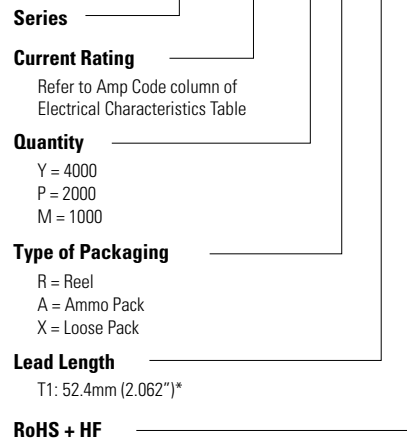 Series
Current Rating
Refer to Amp Code column of
Electrical Characteristics Table
Quantity
Y = 4000
P = 2000
M = 1000
Type of Packaging
R = Reel
A = Ammo Pack
X = Loose Pack
Lead Length
T1: 52.4mm (2.062”)*
RoHS + HF